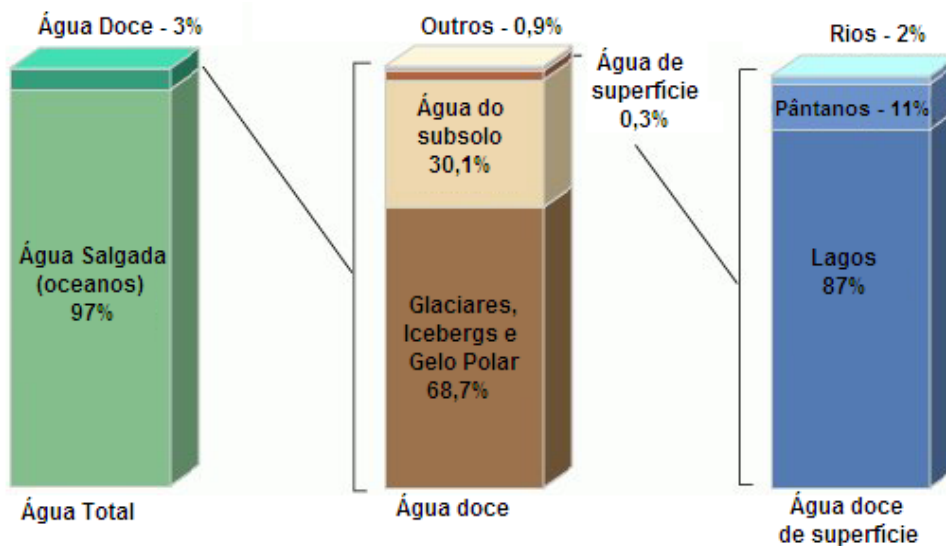 Água Doce - 3%
Água Salgada
(oceanos)
97%
Água Total
Outros - 0,9%
Água de
superfície
0,3%
Água do
subsolo
30,1%
Glaciares,
Icebergs e
Gelo Polar
68,7%
Água doce
Rios - 2%
Pântanos - 11%
Lagos
87%
Água doce
de superfície